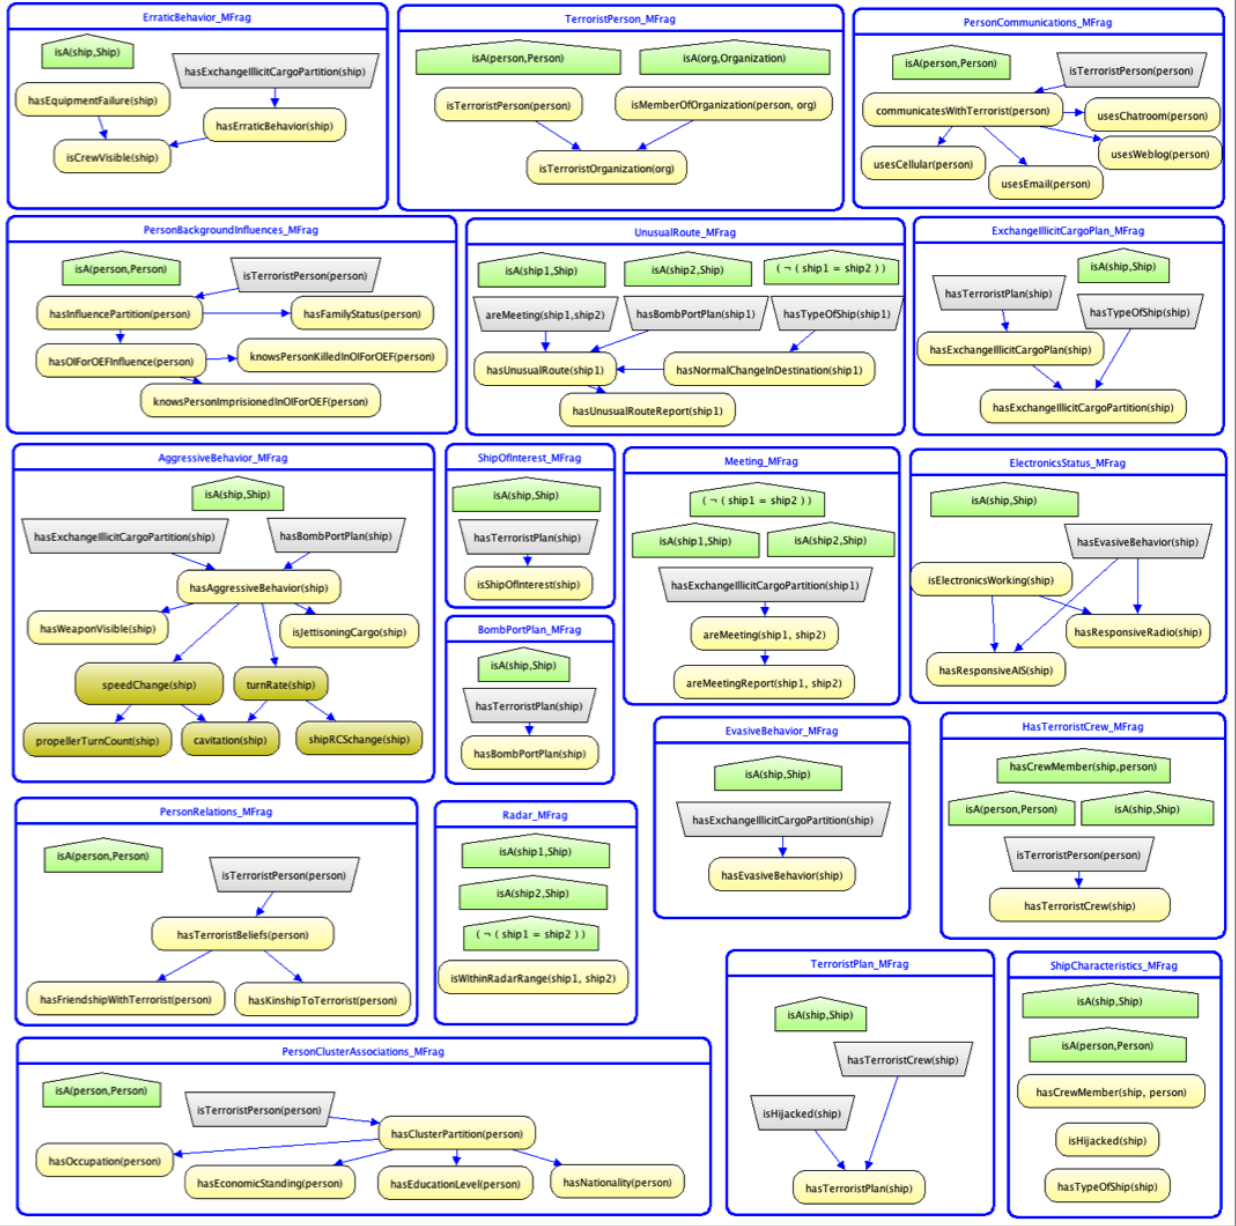 ErraticBehavior_MFrag
isA(ship,Ship)
hasExchangeIllicitCargoPartition(ship)
hasEquipmentFailure(ship)
hasErraticBehavior(ship)
isCrewVisible(ship)
TerroristPerson_MFrag
isA(person,Person)
isA(org,Organization)
isTerroristPerson(person)
isMemberOfOrganization(person, org)
isTerroristOrganization(org)
PersonCommunications_MFrag
isA(person,Person)
isTerroristPerson(person)
communicatesWithTerrorist(person)
usesChatroom(person)
usesWeblog(person)
usesCellular(person)
usesEmail(person)
PersonBackgroundInfluences_MFrag
isA(person,Person)
isTerroristPerson(person)
hasInfluencePartition(person)
hasFamilyStatus(person)
hasOIForOEFInfluence(person)
knowsPersonKilledInOIForOEF(person)
knowsPersonImprisionedInOIForOEF(person)
UnusualRoute_MFrag
isA(ship1,Ship)
isA(ship2,Ship)
( ¬ ( ship1 = ship2 ) )
areMeeting(ship1,ship2)
hasBombPortPlan(ship1)
hasTypeOfShip(ship1)
hasUnusualRoute(ship1)
hasNormalChangeInDestination(ship1)
hasUnusualRouteReport(ship1)
ExchangeIllicitCargoPlan_MFrag
isA(ship,Ship)
hasTerroristPlan(ship)
hasTypeOfShip(ship)
hasExchangeIllicitCargoPlan(ship)
hasExchangeIllicitCargoPartition(ship)
AggressiveBehavior_MFrag
isA(ship,Ship)
hasExchangeIllicitCargoPartition(ship)
hasBombPortPlan(ship)
hasAggressiveBehavior(ship)
hasWeaponVisible(ship)
isJettisoningCargo(ship)
speedChange(ship)
turnRate(ship)
propellerTurnCount(ship)
cavitation(ship)
shipRCSchange(ship)
ShipOfInterest_MFrag
isA(ship,Ship)
hasTerroristPlan(ship)
isShipOfInterest(ship)
BombPortPlan_MFrag
isA(ship,Ship)
hasTerroristPlan(ship)
hasBombPortPlan(ship)
Meeting_MFrag
( ¬ ( ship1 = ship2 ) )
isA(ship1,Ship)
isA(ship2,Ship)
hasExchangeIllicitCargoPartition(ship1)
areMeeting(ship1, ship2)
areMeetingReport(ship1, ship2)
ElectronicsStatus_MFrag
isA(ship,Ship)
hasEvasiveBehavior(ship)
isElectronicsWorking(ship)
hasResponsiveRadio(ship)
hasResponsiveAIS(ship)
EvasiveBehavior_MFrag
isA(ship,Ship)
hasExchangeIllicitCargoPartition(ship)
hasEvasiveBehavior(ship)
HasTerroristCrew_MFrag
hasCrewMember(ship,person)
isA(person,Person)
isA(ship,Ship)
isTerroristPerson(person)
hasTerroristCrew(ship)
PersonRelations_MFrag
isA(person,Person)
isTerroristPerson(person)
hasTerroristBeliefs(person)
hasFriendshipWithTerrorist(person)
hasKinshipToTerrorist(person)
Radar_MFrag
isA(ship1,Ship)
isA(ship2,Ship)
( ¬ ( ship1 = ship2 ) )
isWithinRadarRange(ship1, ship2)
TerroristPlan_MFrag
isA(ship,Ship)
hasTerroristCrew(ship)
isHijacked(ship)
hasTerroristPlan(ship)
ShipCharacteristics_MFrag
isA(ship,Ship)
isA(person,Person)
hasCrewMember(ship, person)
isHijacked(ship)
hasTypeOfShip(ship)
PersonClusterAssociations_MFrag
isA(person,Person)
isTerroristPerson(person)
hasClusterPartition(person)
hasOccupation(person)
hasEconomicStanding(person)
hasEducationLevel(person)
hasNationality(person)